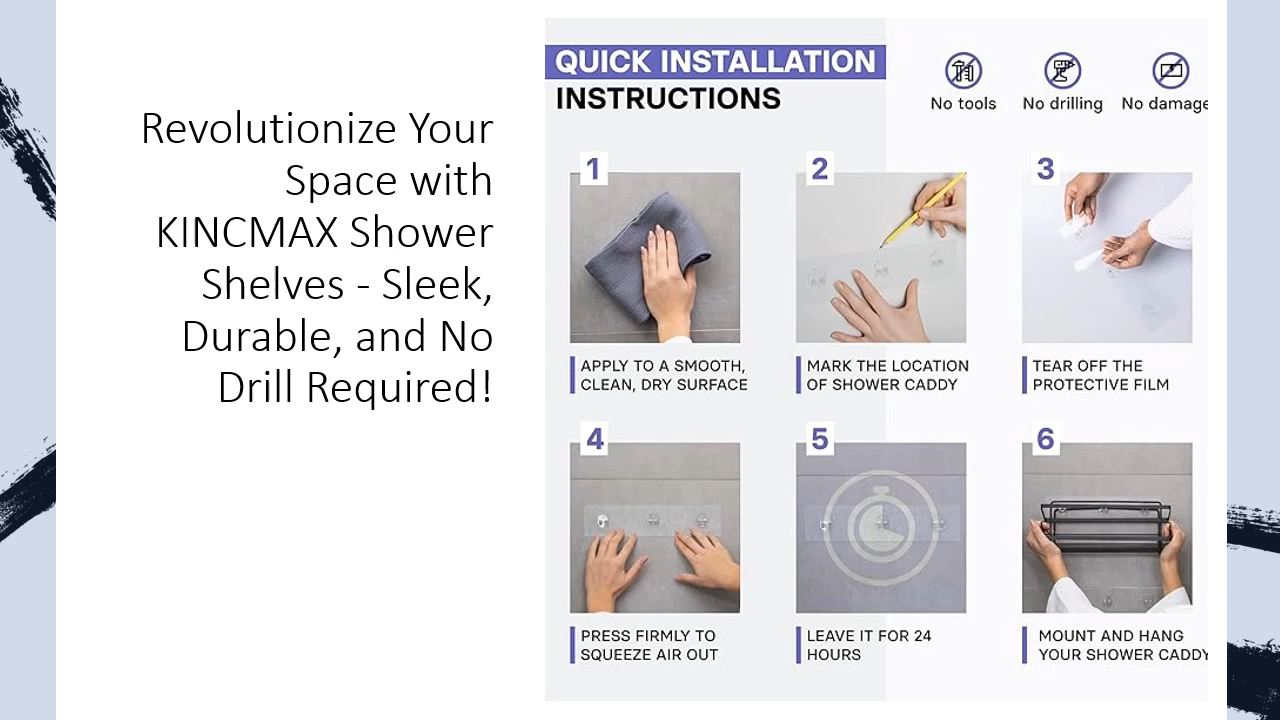 Revolutionize Your
Space with
KINCMAX Shower
Shelves - Sleek,
Durable, and No
Drill Required!
QUICK INSTALLATION
INSTRUCTIONS
No tools
No drilling
No damage
1
2
3
APPLY TO A SMOOTH,
CLEAN, DRY SURFACE
MARK THE LOCATION
OF SHOWER CADDY
TEAR OFF THE
PROTECTIVE FILM
4
5
6
PRESS FIRMLY TO
SQUEEZE AIR OUT
LEAVE IT FOR 24
HOURS
MOUNT AND HANG
YOUR SHOWER CADDY